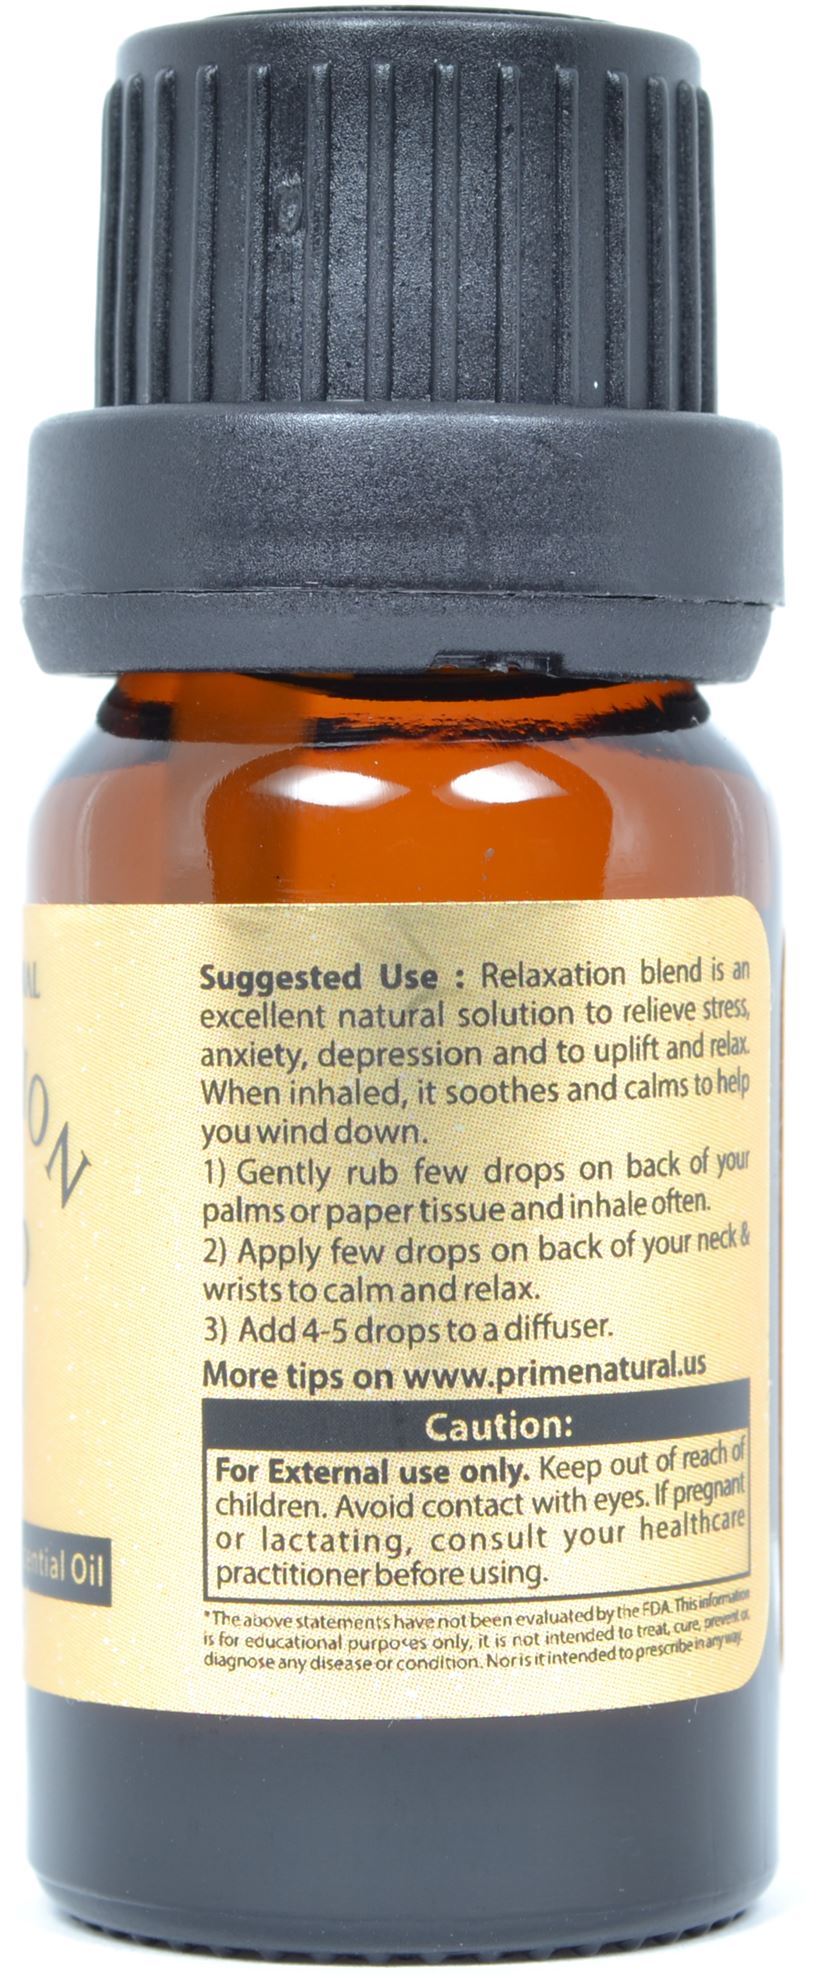 Suggested Use : Relaxation blend is an
excellent natural solution to relieve stress,
anxiety, depression and to uplift and relax.
When inhaled, it soothes and calms to help
you wind down.
1) Gently rub few drops on back of your
palms or paper tissue and inhale often.
2) Apply few drops on back of your neck &
wrists to calm and relax.
3) Add 4-5 drops to a diffuser.
More tips on www.primenatural.us
Caution:
For External use only. Keep out of reach of
children. Avoid contact with eyes. If pregnant
or lactating, consult your healthcare
practitioner before using.
*The above statements have not been evaluated by the FDA. This information
is for educational purposes only, it is not intended to treat, cure, prevent or,
diagnose any disease or condition. Nor is it intended to prescribe in any way.
Oil